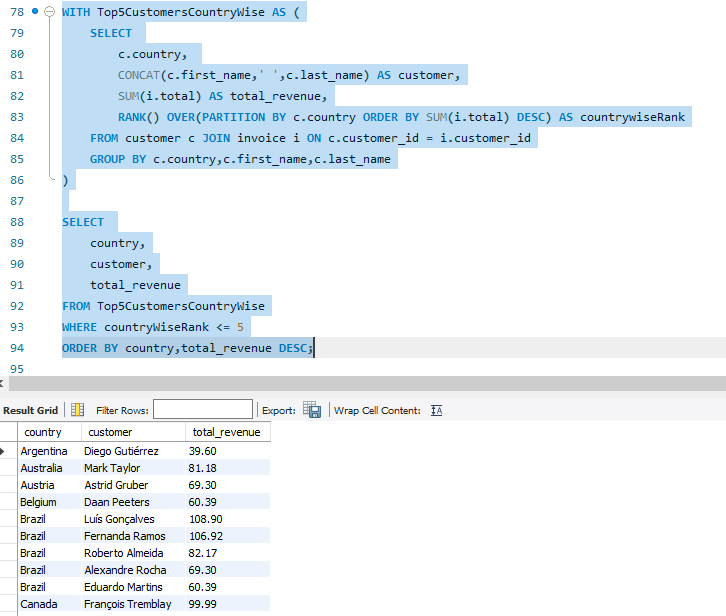 78 WITH Top5CustomersCountryWise AS (
79 SELECT
80 c.country,
81 CONCAT(c.first_name,' ',c.last_name) AS customer,
82 SUM(i.total) AS total_revenue,
83 RANK() OVER(PARTITION BY c.country ORDER BY SUM(i.total) DESC) AS countrywiseRank
84 FROM customer c JOIN invoice i ON c.customer_id = i.customer_id
85 GROUP BY c.country,c.first_name,c.last_name
86 )
87
88 SELECT
89 country,
90 customer,
91 total_revenue
92 FROM Top5CustomersCountryWise
93 WHERE countryWiseRank <= 5
94 ORDER BY country,total_revenue DESC;
95
Result Grid Filter Rows: Export: Wrap Cell Content:
country customer total_revenue
Argentina Diego Gutiérrez 39.60
Australia Mark Taylor 81.18
Austria Astrid Gruber 69.30
Belgium Daan Peeters 60.39
Brazil Luís Gonçalves 108.90
Brazil Fernanda Ramos 106.92
Brazil Roberto Almeida 82.17
Brazil Alexandre Rocha 69.30
Brazil Eduardo Martins 60.39
Canada François Tremblay 99.99